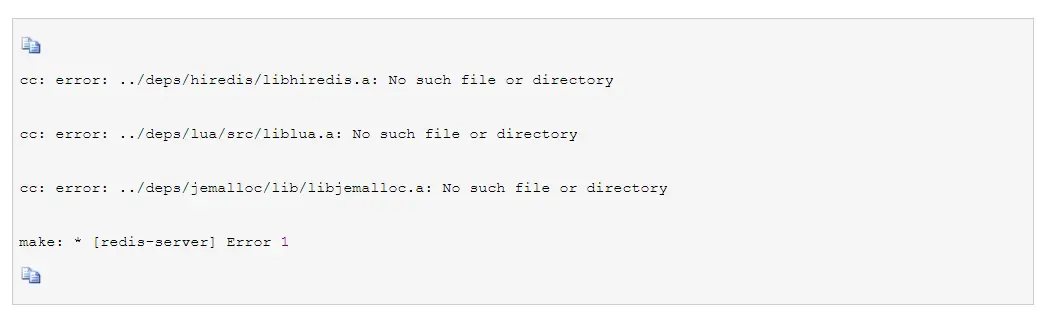 cc: error: ../deps/hiredis/libhiredis.a: No such file or directory
cc: error: ../deps/lua/src/liblua.a: No such file or directory
cc: error: ../deps/jemalloc/lib/libjemalloc.a: No such file or directory
make: * [redis-server] Error 1